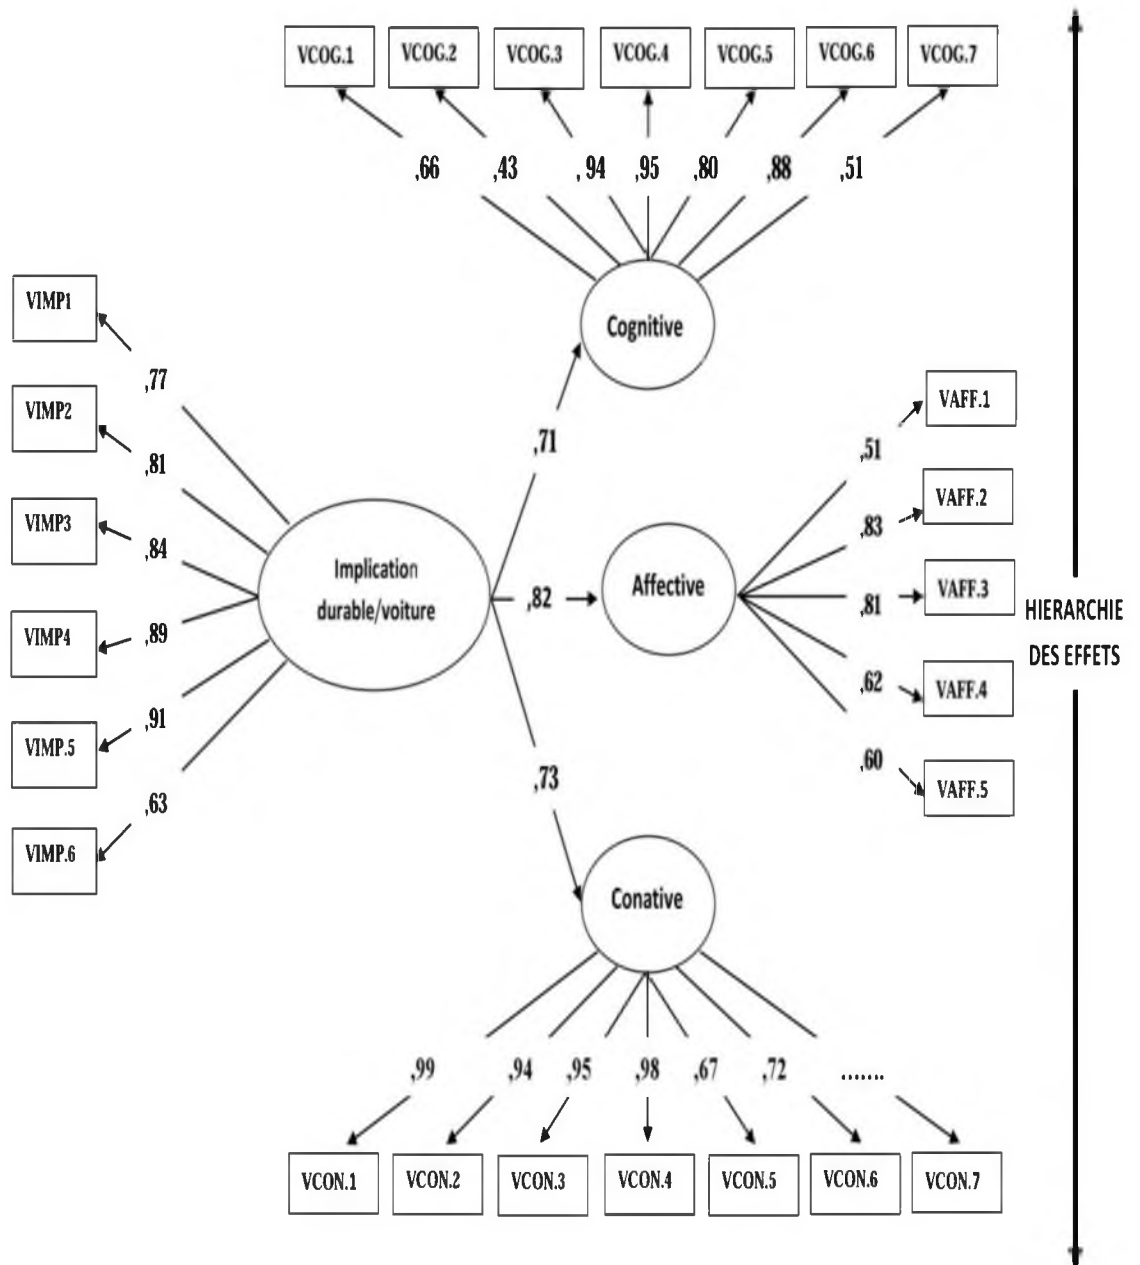 VCOG.1 VCOG.2 VCOG.3 VCOG.4 VCOG.5 VCOG.6 VCOG.7
,66 ,43 ,94 ,95 ,80 ,88 ,51
Cognitive
VIMP1
VIMP2
VIMP3
VIMP4
VIMP.5
VIMP.6
,77
,81
,84
,89
,91
,63
Implication
durable/voiture
,71
,82
,73
Affective
,51
,83
,81
,62
,60
VAFF.1
VAFF.2
VAFF.3
VAFF.4
VAFF.5
HIERARCHIE
DES EFFETS
Conative
,99 ,94 ,95 ,98 ,67 ,72 .......
VCON.1 VCON.2 VCON.3 VCON.4 VCON.5 VCON.6 VCON.7